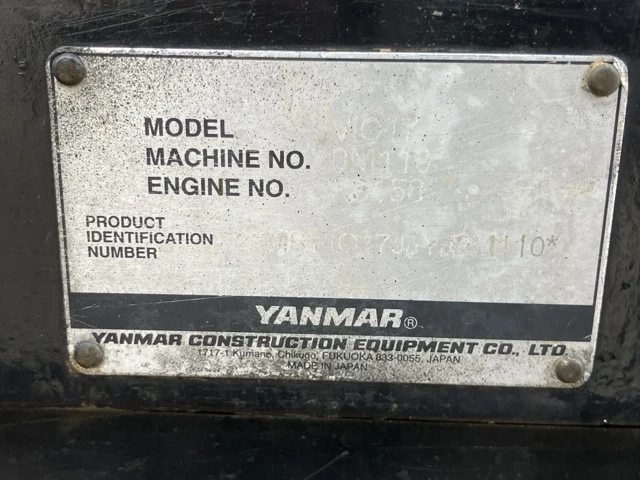 MODEL
MACHINE NO.
ENGINE NO.
PRODUCT
IDENTIFICATION
NUMBER
YANMAR®
YANMAR CONSTRUCTION EQUIPMENT CO., LTD.
1717-1 Kumano, Chikugo, FUKUOKA 833-0055, JAPAN
MADE IN JAPAN